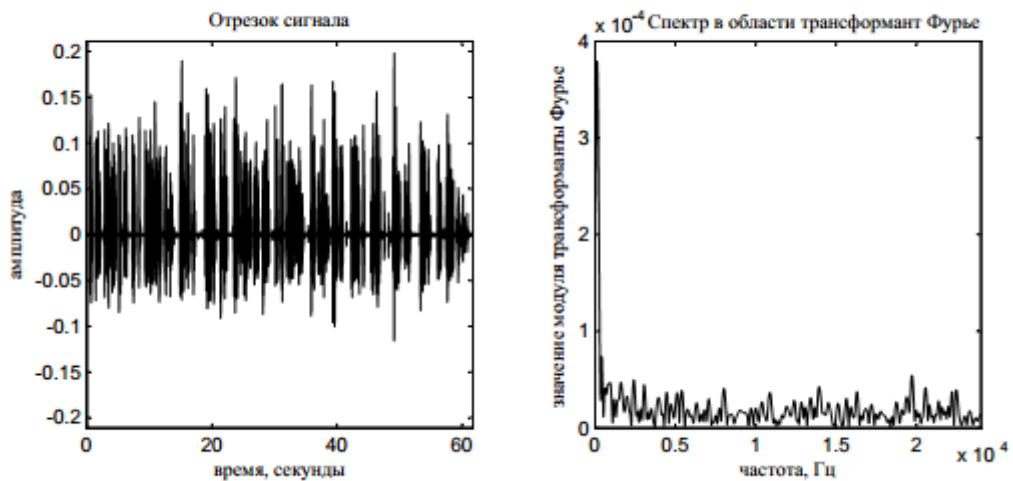 Отрезок сигнала
амплитуда
0.2
0.15
0.1
0.05
0
-0.05
-0.1
-0.15
-0.2
0 20 40 60
время, секунды
x 10 -4 Спектр в области трансформант Фурье
значение модуля трансформанты Фурье
4
3
2
1
0
0 0.5 1 1.5 2
x 10 4
частота, Гц